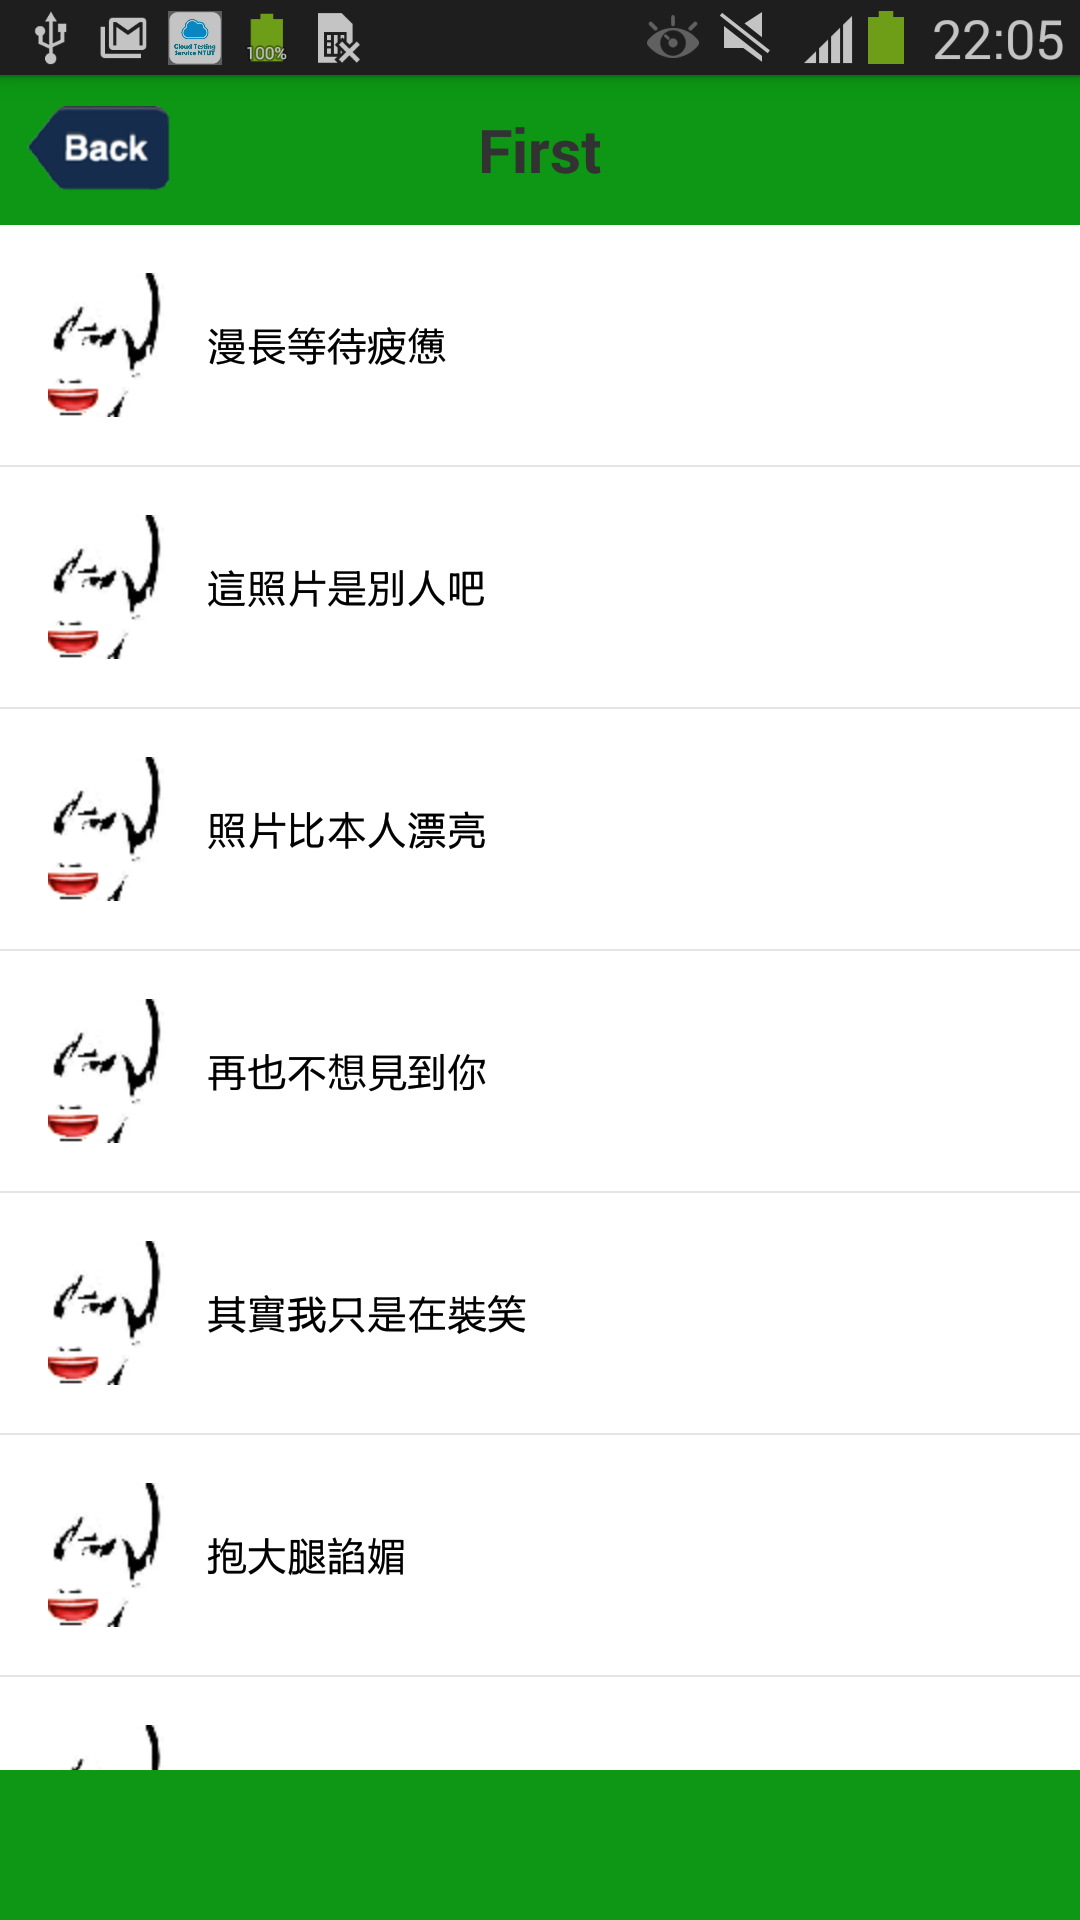 Cloud Testing
Service NTUT
100%
22:05
Back
First
漫長等待疲憊
這照片是別人吧
照片比本人漂亮
再也不想見到你
其實我只是在裝笑
抱大腿諂媚